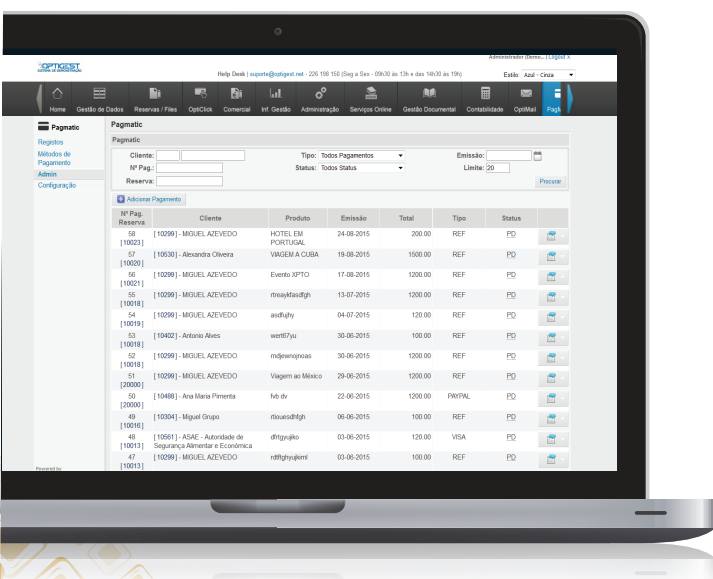 Administrador (Demo... | Logout X
OPTIGEST
SISTEMA DE DEMONSTRAÇÃO
Help Desk | suporte@optigest.net - 226 198 150 (Seg a Sex - 09h30 às 13h e das 14h30 às 19h)
Estilo: Azul - Cinza
Home Gestão de Dados Reservas / Files OptiClick Comercial Inf. Gestão Administração Serviços Online Gestão Documental Contabilidade OptiMail Pagm
Pagmatic
Registos
Métodos de
Pagamento
Admin
Configuração
Pagmatic
Pagmatic
Cliente: Tipo: Todos Pagamentos Emissão:
Nº Pag.: Status: Todos Status Limite: 20
Reserva: Procurar
Adicionar Pagamento
Nº Pag. Reserva Cliente Produto Emissão Total Tipo Status
58 [ 10299 ] - MIGUEL AZEVEDO HOTEL EM 24-08-2015 200.00 REF PD
[10023 ] PORTUGAL
57 [ 10530 ] - Alexandra Oliveira VIAGEM A CUBA 19-08-2015 1500.00 REF PD
[10020 ]
56 [ 10299 ] - MIGUEL AZEVEDO Evento XPTO 17-08-2015 1200.00 REF PD
[10021 ]
55 [ 10299 ] - MIGUEL AZEVEDO rtreaykfasdfgh 13-07-2015 1200.00 REF PD
[10018 ]
54 [ 10299 ] - MIGUEL AZEVEDO asdfujhy 04-07-2015 120.00 REF PD
[10019 ]
53 [ 10402 ] - Antonio Alves wert67yu 30-06-2015 100.00 REF PD
[10018 ]
52 [ 10299 ] - MIGUEL AZEVEDO mdjewnojnoas 30-06-2015 1200.00 REF PD
[10018 ]
51 [ 10299 ] - MIGUEL AZEVEDO Viagem ao México 29-06-2015 1200.00 REF PD
[20000 ]
50 [ 10488 ] - Ana Maria Pimenta fvb dv 22-06-2015 1200.00 PAYPAL PD
[20000 ]
49 [ 10304 ] - Miguel Grupo rtiouesdhfgh 06-06-2015 100.00 REF PD
[10016 ]
48 [ 10561 ] - ASAE - Autoridade de dfrtgyujiko 03-06-2015 120.00 VISA PD
[10013 ] Segurança Alimentar e Económica
47 [ 10299 ] - MIGUEL AZEVEDO rdtftghyujkiml 03-06-2015 100.00 REF PD
[10013 ]
Powered by